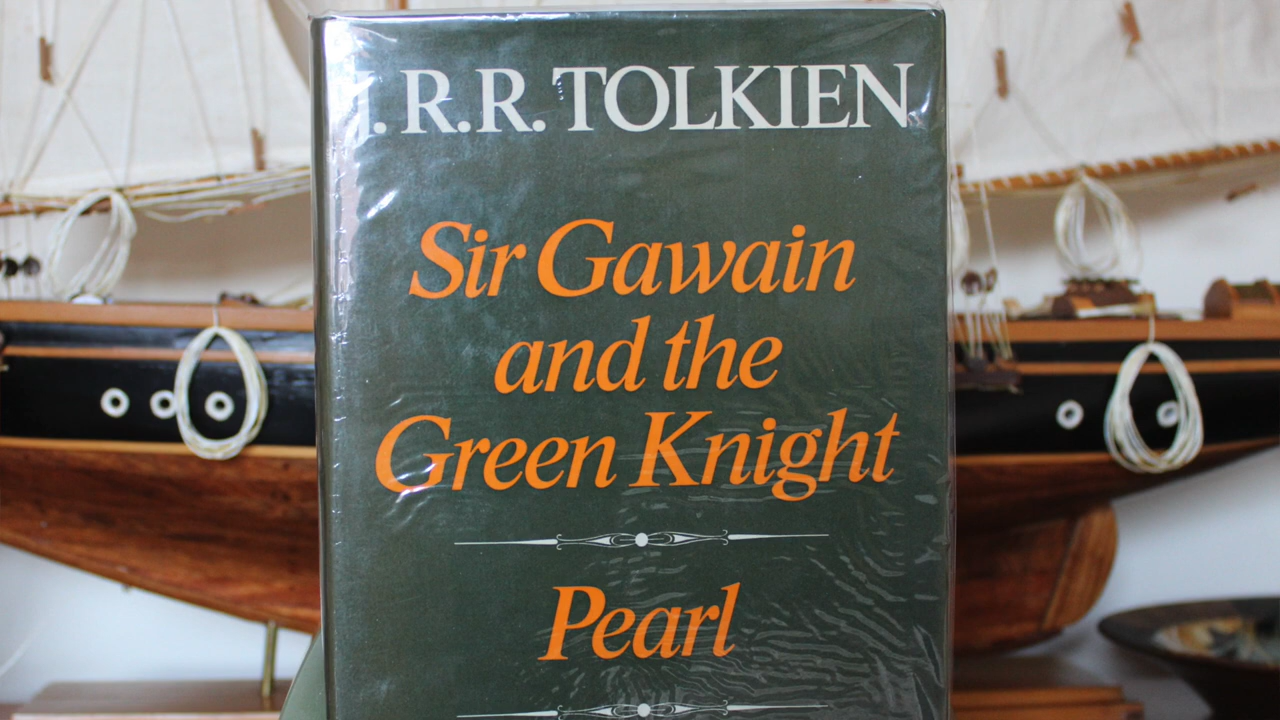 J. R.R. TOLKIEN
Sir Gawain
and the
Green Knight
Pearl